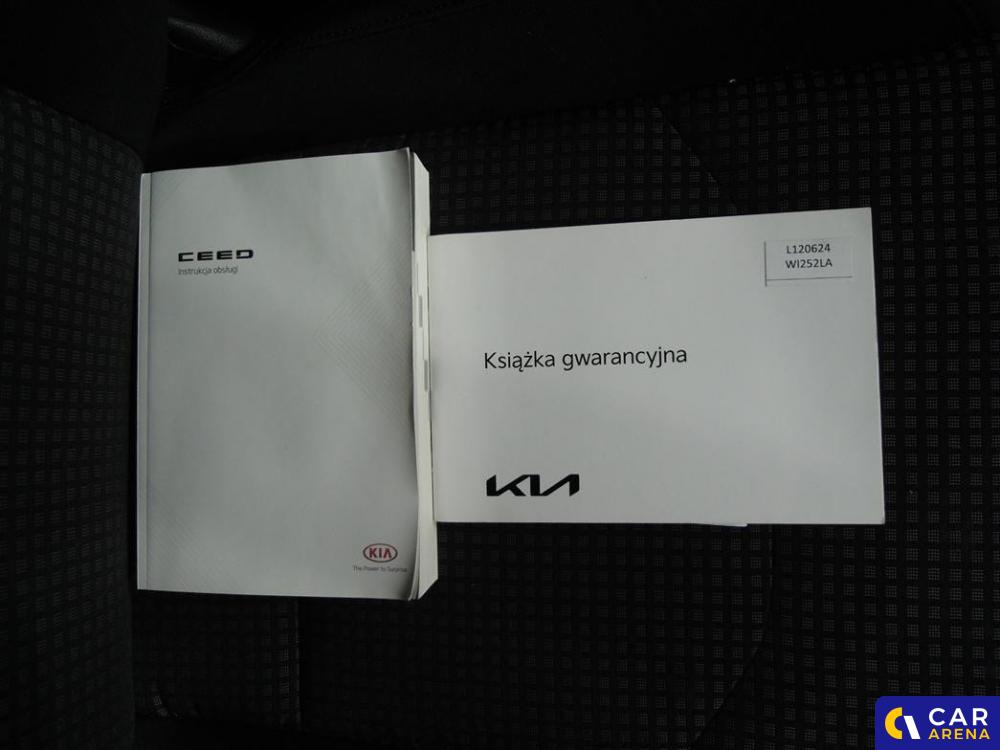 CEED
Instrukcja obsługi
KIA
The Power to Surprise
L120624
WI252LA
Książka gwarancyjna
KIA
CAR
ARENA